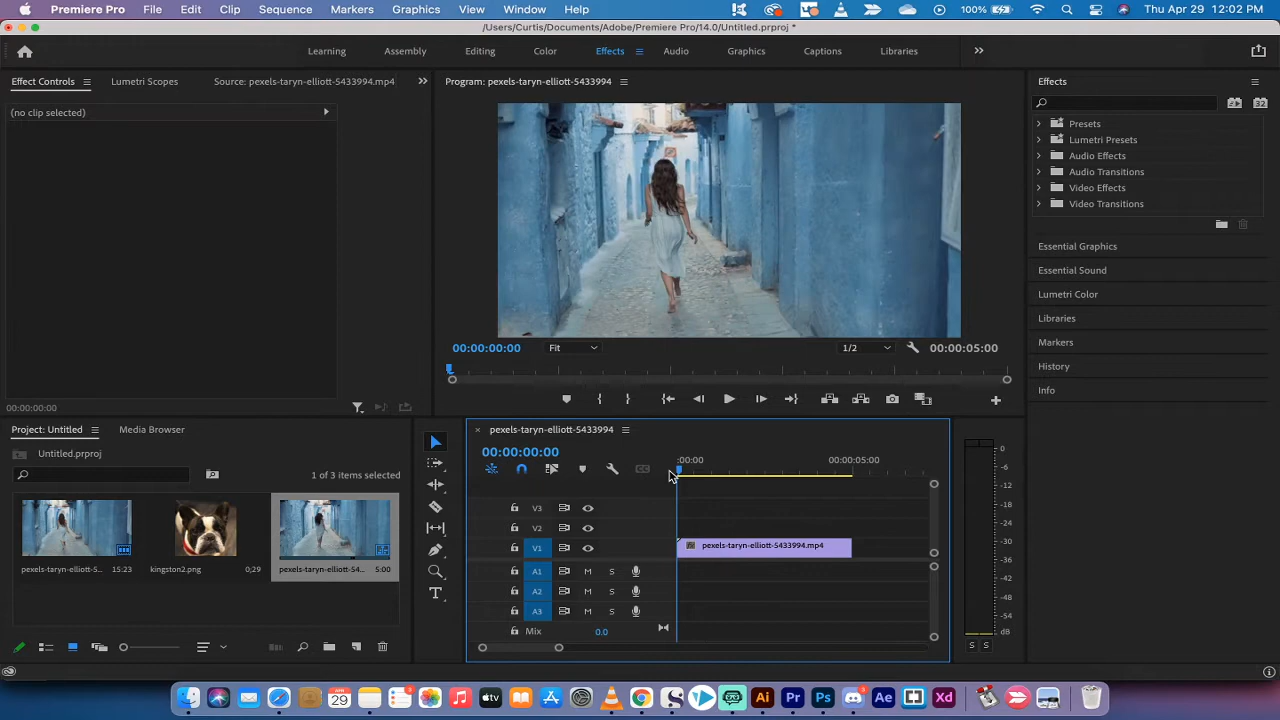 Premiere Pro File Edit Clip Sequence Markers Graphics View Window Help 100% Thu Apr 29 12:02 PM
/Users/Curtis/Documents/Adobe/Premiere Pro/14.0/Untitled.prproj *
Learning Assembly Editing Color Effects Audio Graphics Captions Libraries
Effect Controls Lumetri Scopes Source: pexels-taryn-elliott-5433994.mp4
Program: pexels-taryn-elliott-5433994
Effects
(no clip selected)
Presets
Lumetri Presets
Audio Effects
Audio Transitions
Video Effects
Video Transitions
Essential Graphics
Essential Sound
Lumetri Color
Libraries
Markers
History
Info
00:00:00:00 Fit 1/2 00:00:05:00
00:00:00:00
Project: Untitled Media Browser
Untitled.prproj
1 of 3 items selected
pexels-taryn-elliott-5... 15:23
kingston2.png 0;29
pexels-taryn-elliott-54... 5:00
pexels-taryn-elliott-5433994
00:00:00:00
:00:00 00:00:05:00
V3
V2
V1 pexels-taryn-elliott-5433994.mp4
A1 M S
A2 M S
A3 M S
Mix 0.0
0
-6
-12
-18
-24
-30
-36
-42
-48
-54
dB
S S
T
CC
APR
29
3
3
Ai
Pr
Ps
Ae
Xd